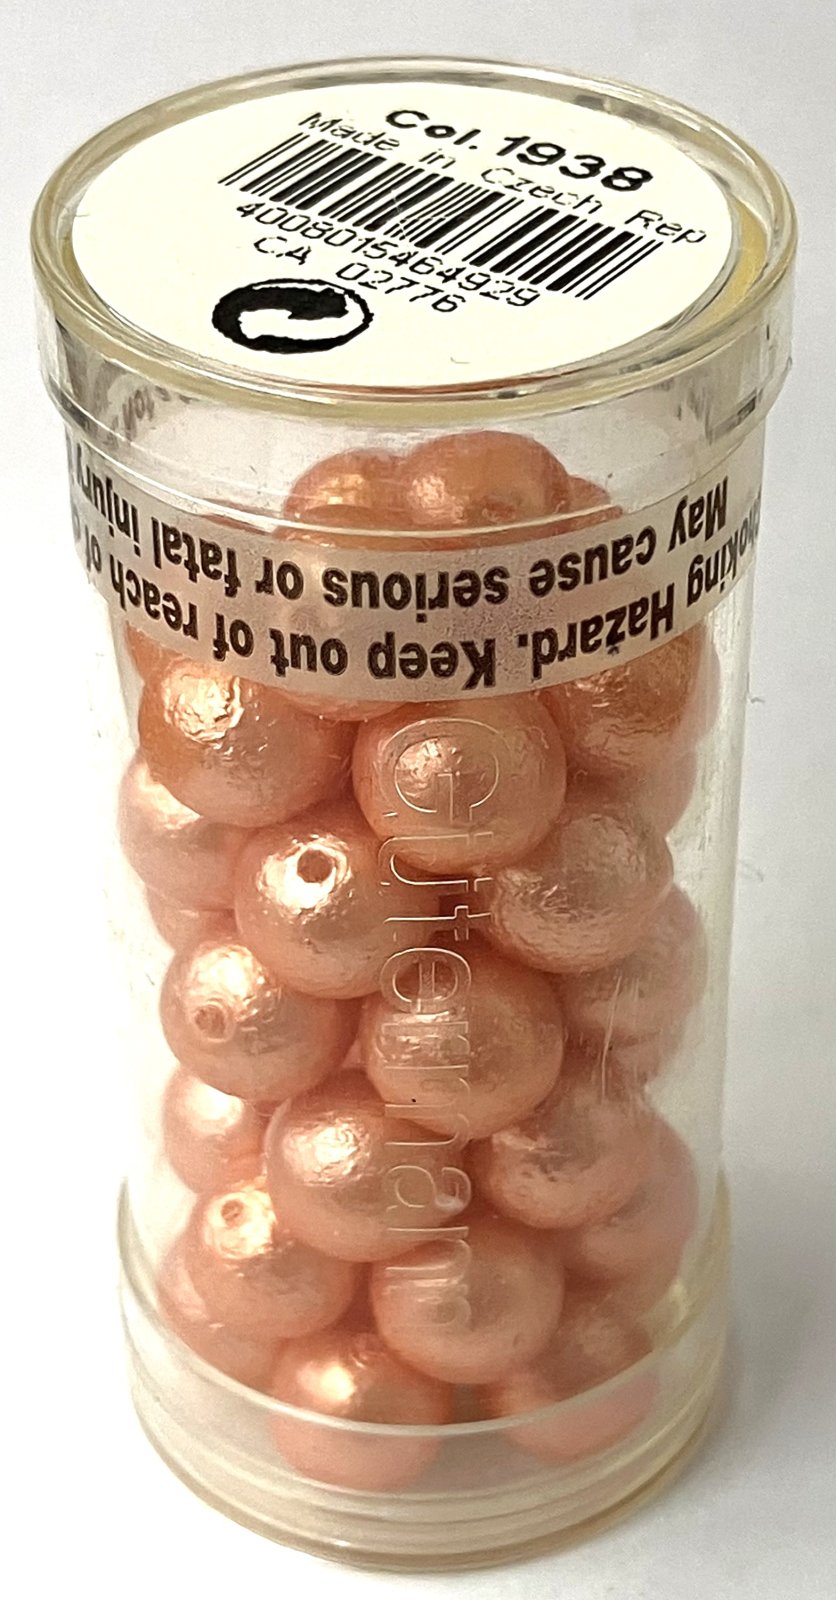 Col. 1938
Made in Czech Rep
4008015464929
CA 02776
Choking Hazard. Keep out of reach of
May cause serious or fatal injury
Gütermann